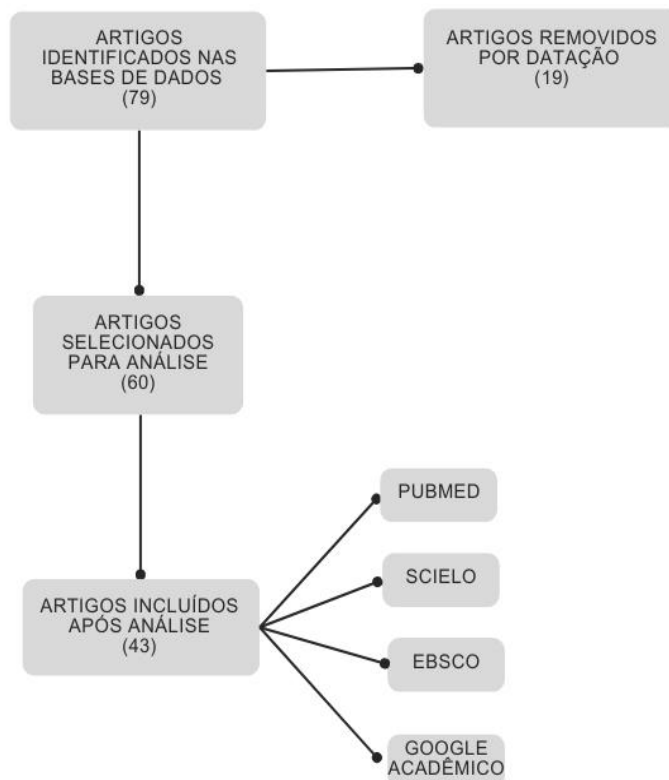 ARTIGOS
IDENTIFICADOS NAS
BASES DE DADOS
(79)
ARTIGOS REMOVIDOS
POR DATAÇÃO
(19)
ARTIGOS
SELECIONADOS
PARA ANÁLISE
(60)
ARTIGOS INCLUÍDOS
APÓS ANÁLISE
(43)
PUBMED
SCIELO
EBSCO
GOOGLE
ACADÊMICO